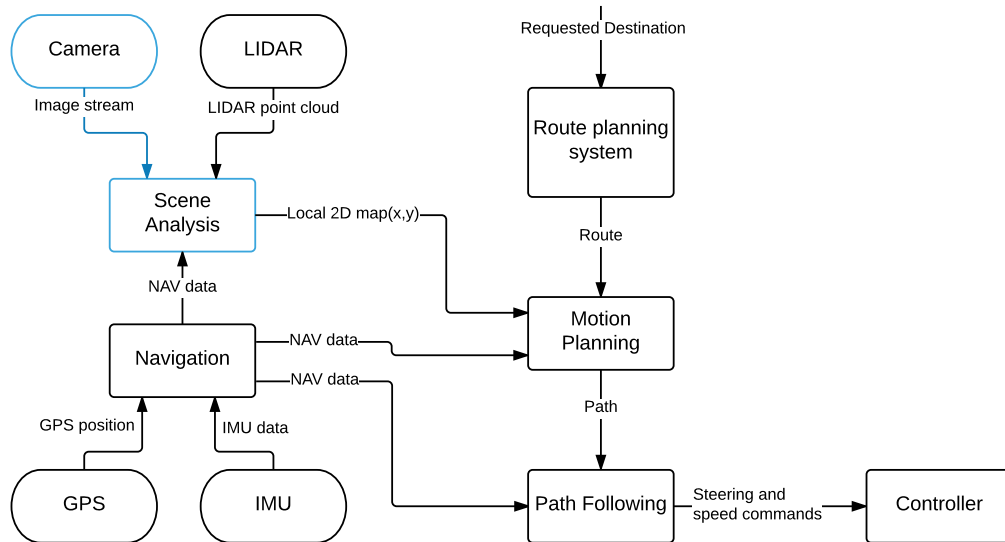 Camera
LIDAR
Requested Destination
Image stream
LIDAR point cloud
Route planning
system
Scene
Analysis
Local 2D map(x,y)
Route
NAV data
Motion
Planning
Navigation
NAV data
NAV data
Path
GPS position
IMU data
GPS
IMU
Path Following
Steering and
speed commands
Controller